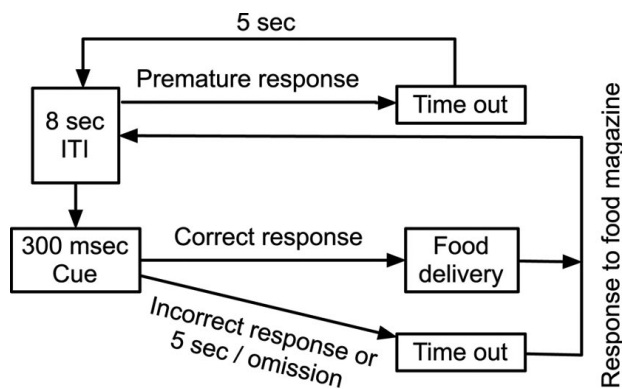 5 sec
Premature response
Time out
8 sec
ITI
300 msec
Cue
Correct response
Food
delivery
Incorrect response or
5 sec / omission
Time out
Response to food magazine